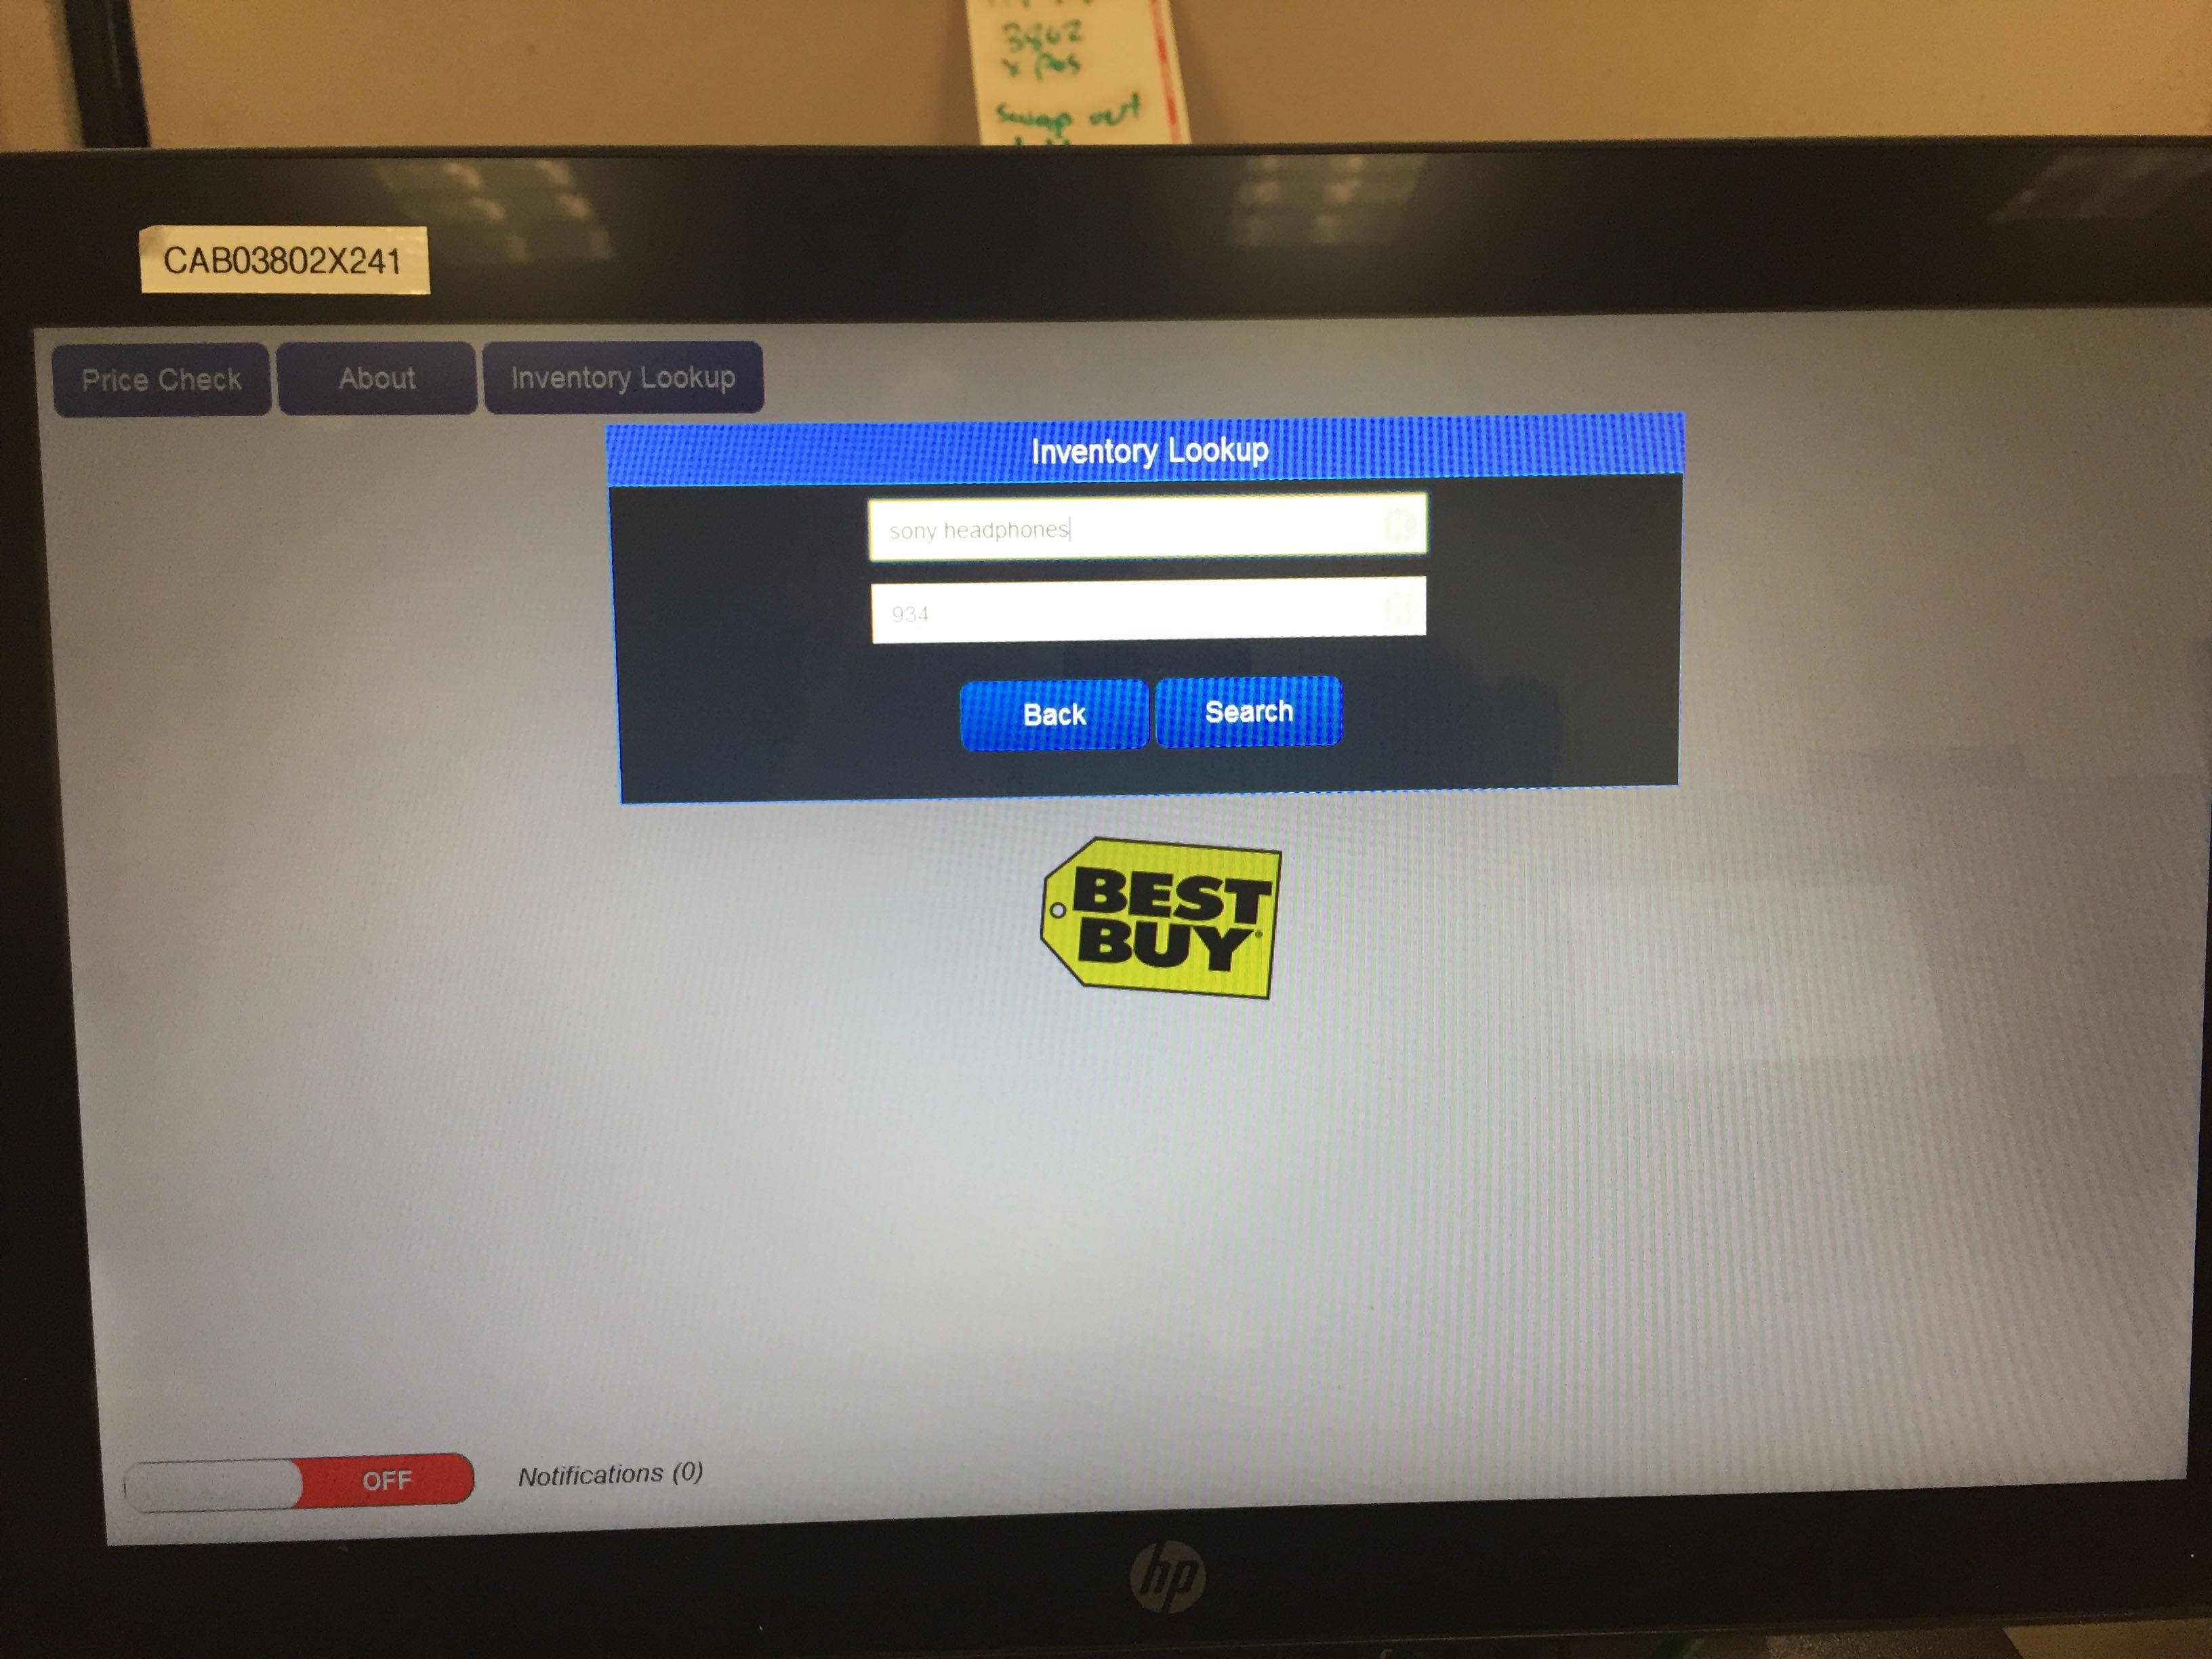 3862
x Pos
swap out
CAB03802X241
Price Check
About
Inventory Lookup
Inventory Lookup
sony headphones
934
Back
Search
BEST
BUY
OFF
Notifications (0)
hp